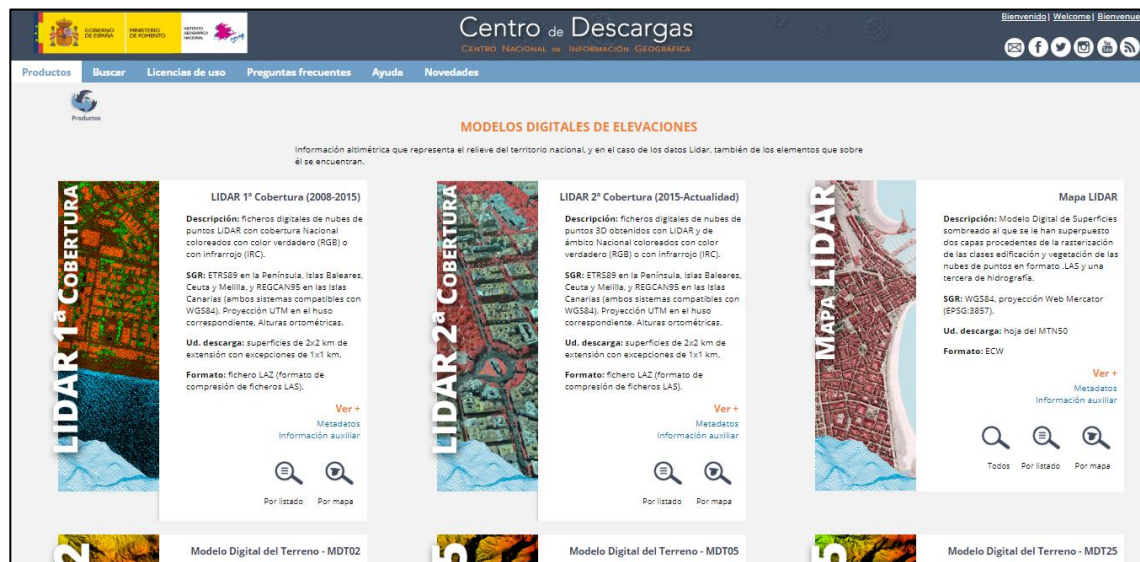 GOBIERNO
DE ESPAÑA
MINISTERIO
DE FOMENTO
INSTITUTO
GEOGRÁFICO
NACIONAL
Centro de Descargas
CENTRO NACIONAL DE INFORMACIÓN GEOGRÁFICA
Bienvenido | Welcome | Bienvenue
Productos Buscar Licencias de uso Preguntas frecuentes Ayuda Novedades
Productos
MODELOS DIGITALES DE ELEVACIONES
Información altimétrica que representa el relieve del territorio nacional, y en el caso de los datos Lidar, también de los elementos que sobre
él se encuentran.
LIDAR 1ª COBERTURA
LIDAR 1ª Cobertura (2008-2015)
Descripción: ficheros digitales de nubes de
puntos LiDAR con cobertura Nacional
coloreados con color verdadero (RGB) o
con infrarrojo (IRC).
SGR: ETRS89 en la Península, Islas Baleares,
Ceuta y Melilla, y REGCAN95 en las Islas
Canarias (ambos sistemas compatibles con
WGS84). Proyección UTM en el huso
correspondiente. Alturas ortométricas.
Ud. descarga: superficies de 2x2 km de
extensión con excepciones de 1x1 km.
Formato: fichero LAZ (formato de
compresión de ficheros LAS).
Ver +
Metadatos
Información auxiliar
Por listado Por mapa
LIDAR 2ª COBERTURA
LIDAR 2ª Cobertura (2015-Actualidad)
Descripción: ficheros digitales de nubes de
puntos 3D obtenidos con LIDAR y de
ámbito Nacional coloreados con color
verdadero (RGB) o con infrarrojo (IRC).
SGR: ETRS89 en la Península, Islas Baleares,
Ceuta y Melilla, y REGCAN95 en las Islas
Canarias (ambos sistemas compatibles con
WGS84). Proyección UTM en el huso
correspondiente. Alturas ortométricas.
Ud. descarga: superficies de 2x2 km de
extensión con excepciones de 1x1 km.
Formato: fichero LAZ (formato de
compresión de ficheros LAS).
Ver +
Metadatos
Información auxiliar
Por listado Por mapa
MAPA LIDAR
Mapa LIDAR
Descripción: Modelo Digital de Superficies
sombreado al que se le han superpuesto
dos capas procedentes de la rasterización
de las clases edificación y vegetación de las
nubes de puntos en formato .LAS y una
tercera de hidrografía.
SGR: WGS84, proyección Web Mercator
(EPSG:3857).
Ud. descarga: hoja del MTN50
Formato: ECW
Ver +
Metadatos
Información auxiliar
Todos Por listado Por mapa
2
Modelo Digital del Terreno - MDT02
5
Modelo Digital del Terreno - MDT05
5
Modelo Digital del Terreno - MDT25